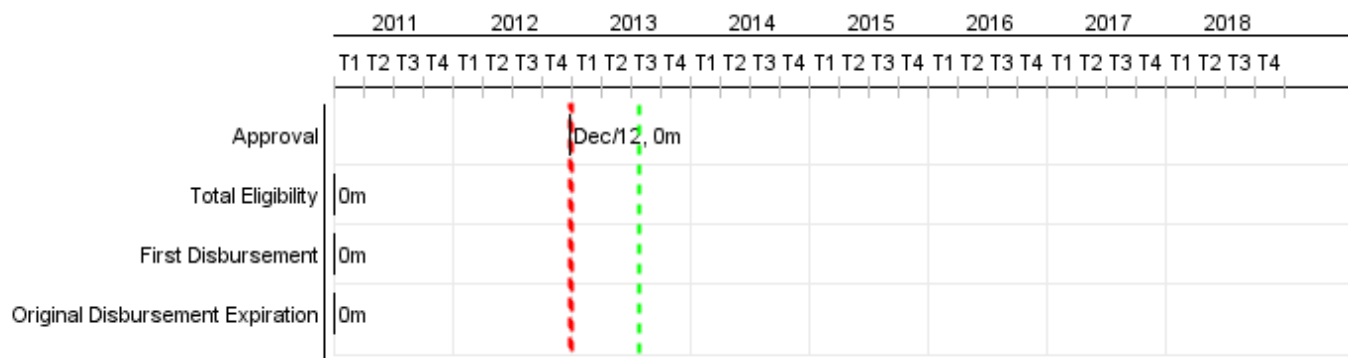 2011 2012 2013 2014 2015 2016 2017 2018
T1 T2 T3 T4 T1 T2 T3 T4 T1 T2 T3 T4 T1 T2 T3 T4 T1 T2 T3 T4 T1 T2 T3 T4 T1 T2 T3 T4 T1 T2 T3 T4
Approval Dec/12, 0m
Total Eligibility 0m
First Disbursement 0m
Original Disbursement Expiration 0m